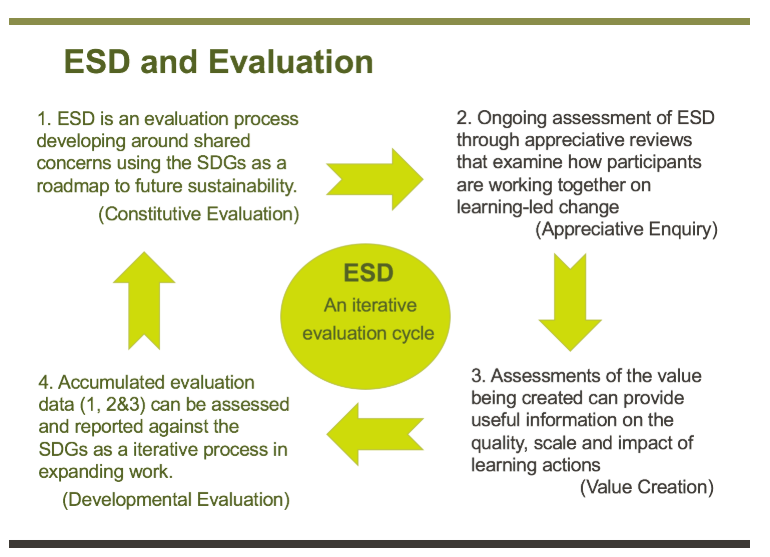 ESD and Evaluation
1. ESD is an evaluation process
developing around shared
concerns using the SDGs as a
roadmap to future sustainability.
(Constitutive Evaluation)
2. Ongoing assessment of ESD
through appreciative reviews
that examine how participants
are working together on
learning-led change
(Appreciative Enquiry)
ESD
An iterative
evaluation cycle
3. Assessments of the value
being created can provide
useful information on the
quality, scale and impact of
learning actions
(Value Creation)
4. Accumulated evaluation
data (1, 2&3) can be assessed
and reported against the
SDGs as a iterative process in
expanding work.
(Developmental Evaluation)